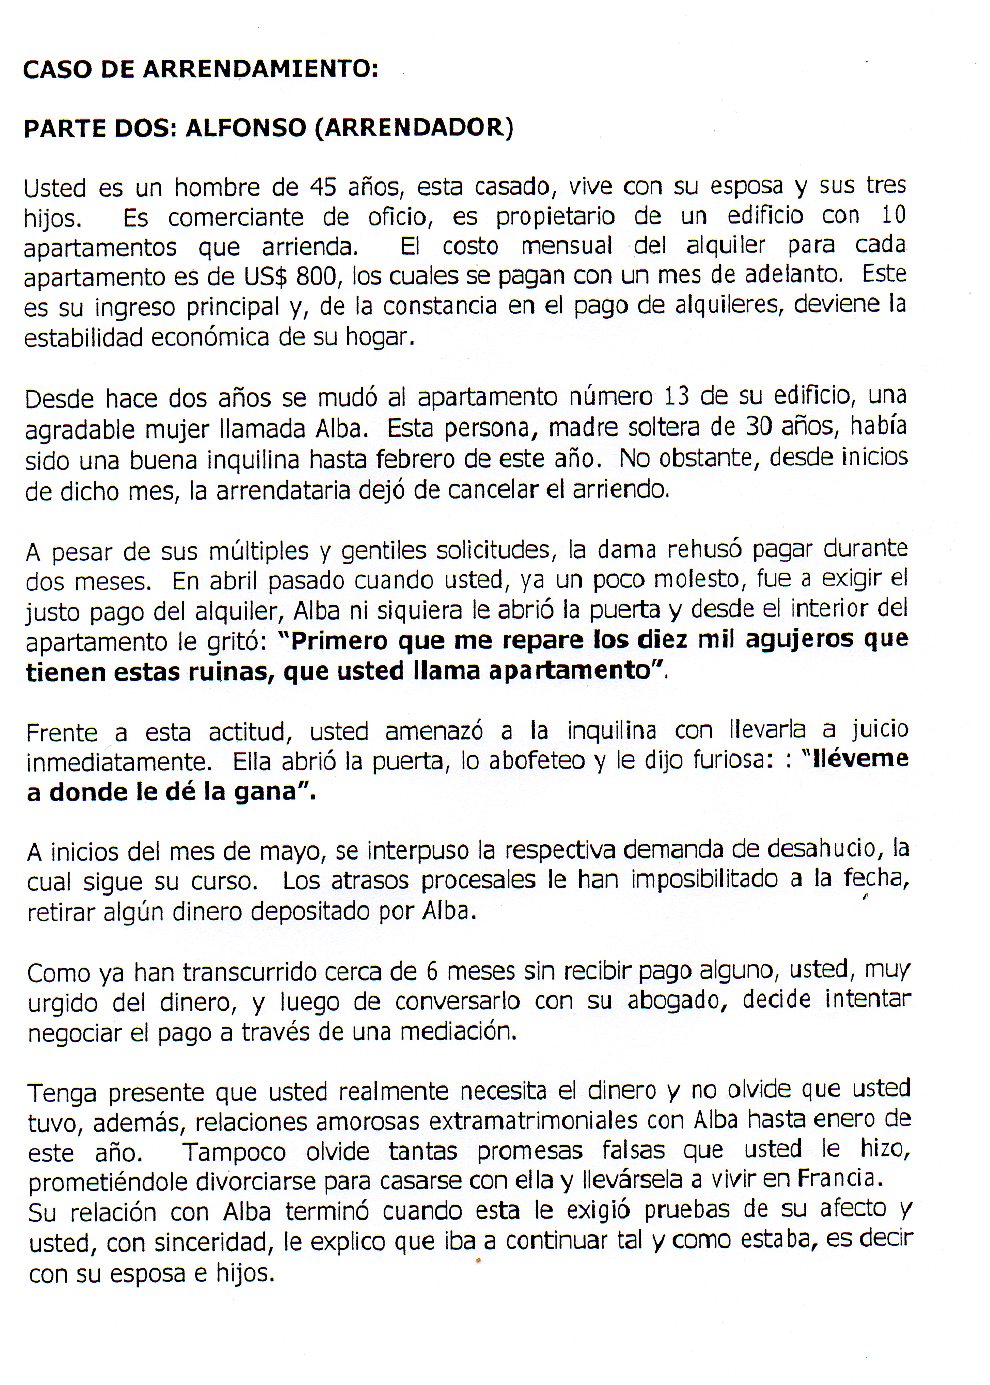 CASO DE ARRENDAMIENTO:
PARTE DOS: ALFONSO (ARRENDADOR)
Usted es un hombre de 45 años, esta casado, vive con su esposa y sus tres
hijos. Es comerciante de oficio, es propietario de un edificio con 10
apartamentos que arrienda. El costo mensual del alquiler para cada
apartamento es de US$ 800, los cuales se pagan con un mes de adelanto. Este
es su ingreso principal y, de la constancia en el pago de alquileres, deviene la
estabilidad económica de su hogar.
Desde hace dos años se mudó al apartamento número 13 de su edificio, una
agradable mujer llamada Alba. Esta persona, madre soltera de 30 años, había
sido una buena inquilina hasta febrero de este año. No obstante, desde inicios
de dicho mes, la arrendataria dejó de cancelar el arriendo.
A pesar de sus múltiples y gentiles solicitudes, la dama rehusó pagar durante
dos meses. En abril pasado cuando usted, ya un poco molesto, fue a exigir el
justo pago del alquiler, Alba ni siquiera le abrió la puerta y desde el interior del
apartamento le gritó: "Primero que me repare los diez mil agujeros que
tienen estas ruinas, que usted llama apartamento".
Frente a esta actitud, usted amenazó a la inquilina con llevarla a juicio
inmediatamente. Ella abrió la puerta, lo abofeteo y le dijo furiosa: : "lléveme
a donde le dé la gana".
A inicios del mes de mayo, se interpuso la respectiva demanda de desahucio, la
cual sigue su curso. Los atrasos procesales le han imposibilitado a la fecha,
retirar algún dinero depositado por Alba.
Como ya han transcurrido cerca de 6 meses sin recibir pago alguno, usted, muy
urgido del dinero, y luego de conversarlo con su abogado, decide intentar
negociar el pago a través de una mediación.
Tenga presente que usted realmente necesita el dinero y no olvide que usted
tuvo, además, relaciones amorosas extramatrimoniales con Alba hasta enero de
este año. Tampoco olvide tantas promesas falsas que usted le hizo,
prometiéndole divorciarse para casarse con ella y llevársela a vivir en Francia.
Su relación con Alba terminó cuando esta le exigió pruebas de su afecto y
usted, con sinceridad, le explico que iba a continuar tal y como estaba, es decir
con su esposa e hijos.